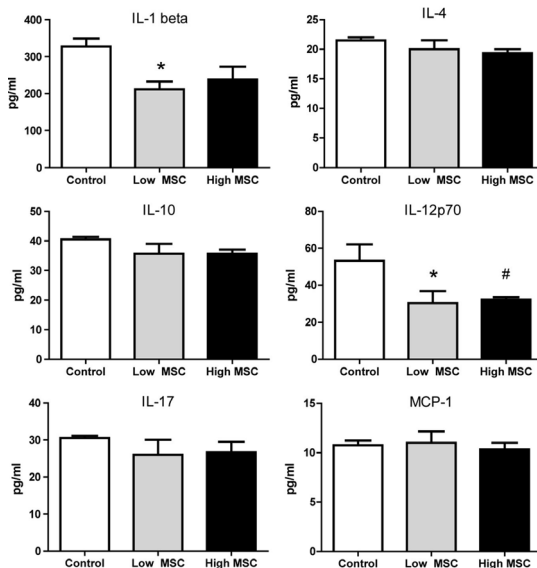 IL-1 beta
pg/ml
400
300
200
100
0
*
Control Low MSC High MSC
IL-4
pg/ml
25
20
15
10
5
0
Control Low MSC High MSC
IL-10
pg/ml
50
40
30
20
10
0
Control Low MSC High MSC
IL-12p70
pg/ml
80
60
40
20
0
* #
Control Low MSC High MSC
IL-17
pg/ml
40
30
20
10
0
Control Low MSC High MSC
MCP-1
pg/ml
15
10
5
0
Control Low MSC High MSC